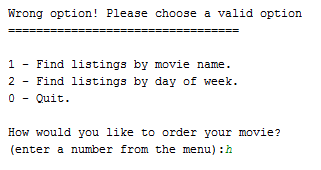 Wrong option! Please choose a valid option
=================================
1 - Find listings by movie name.
2 - Find listings by day of week.
0 - Quit.
How would you like to order your movie?
(enter a number from the menu):h